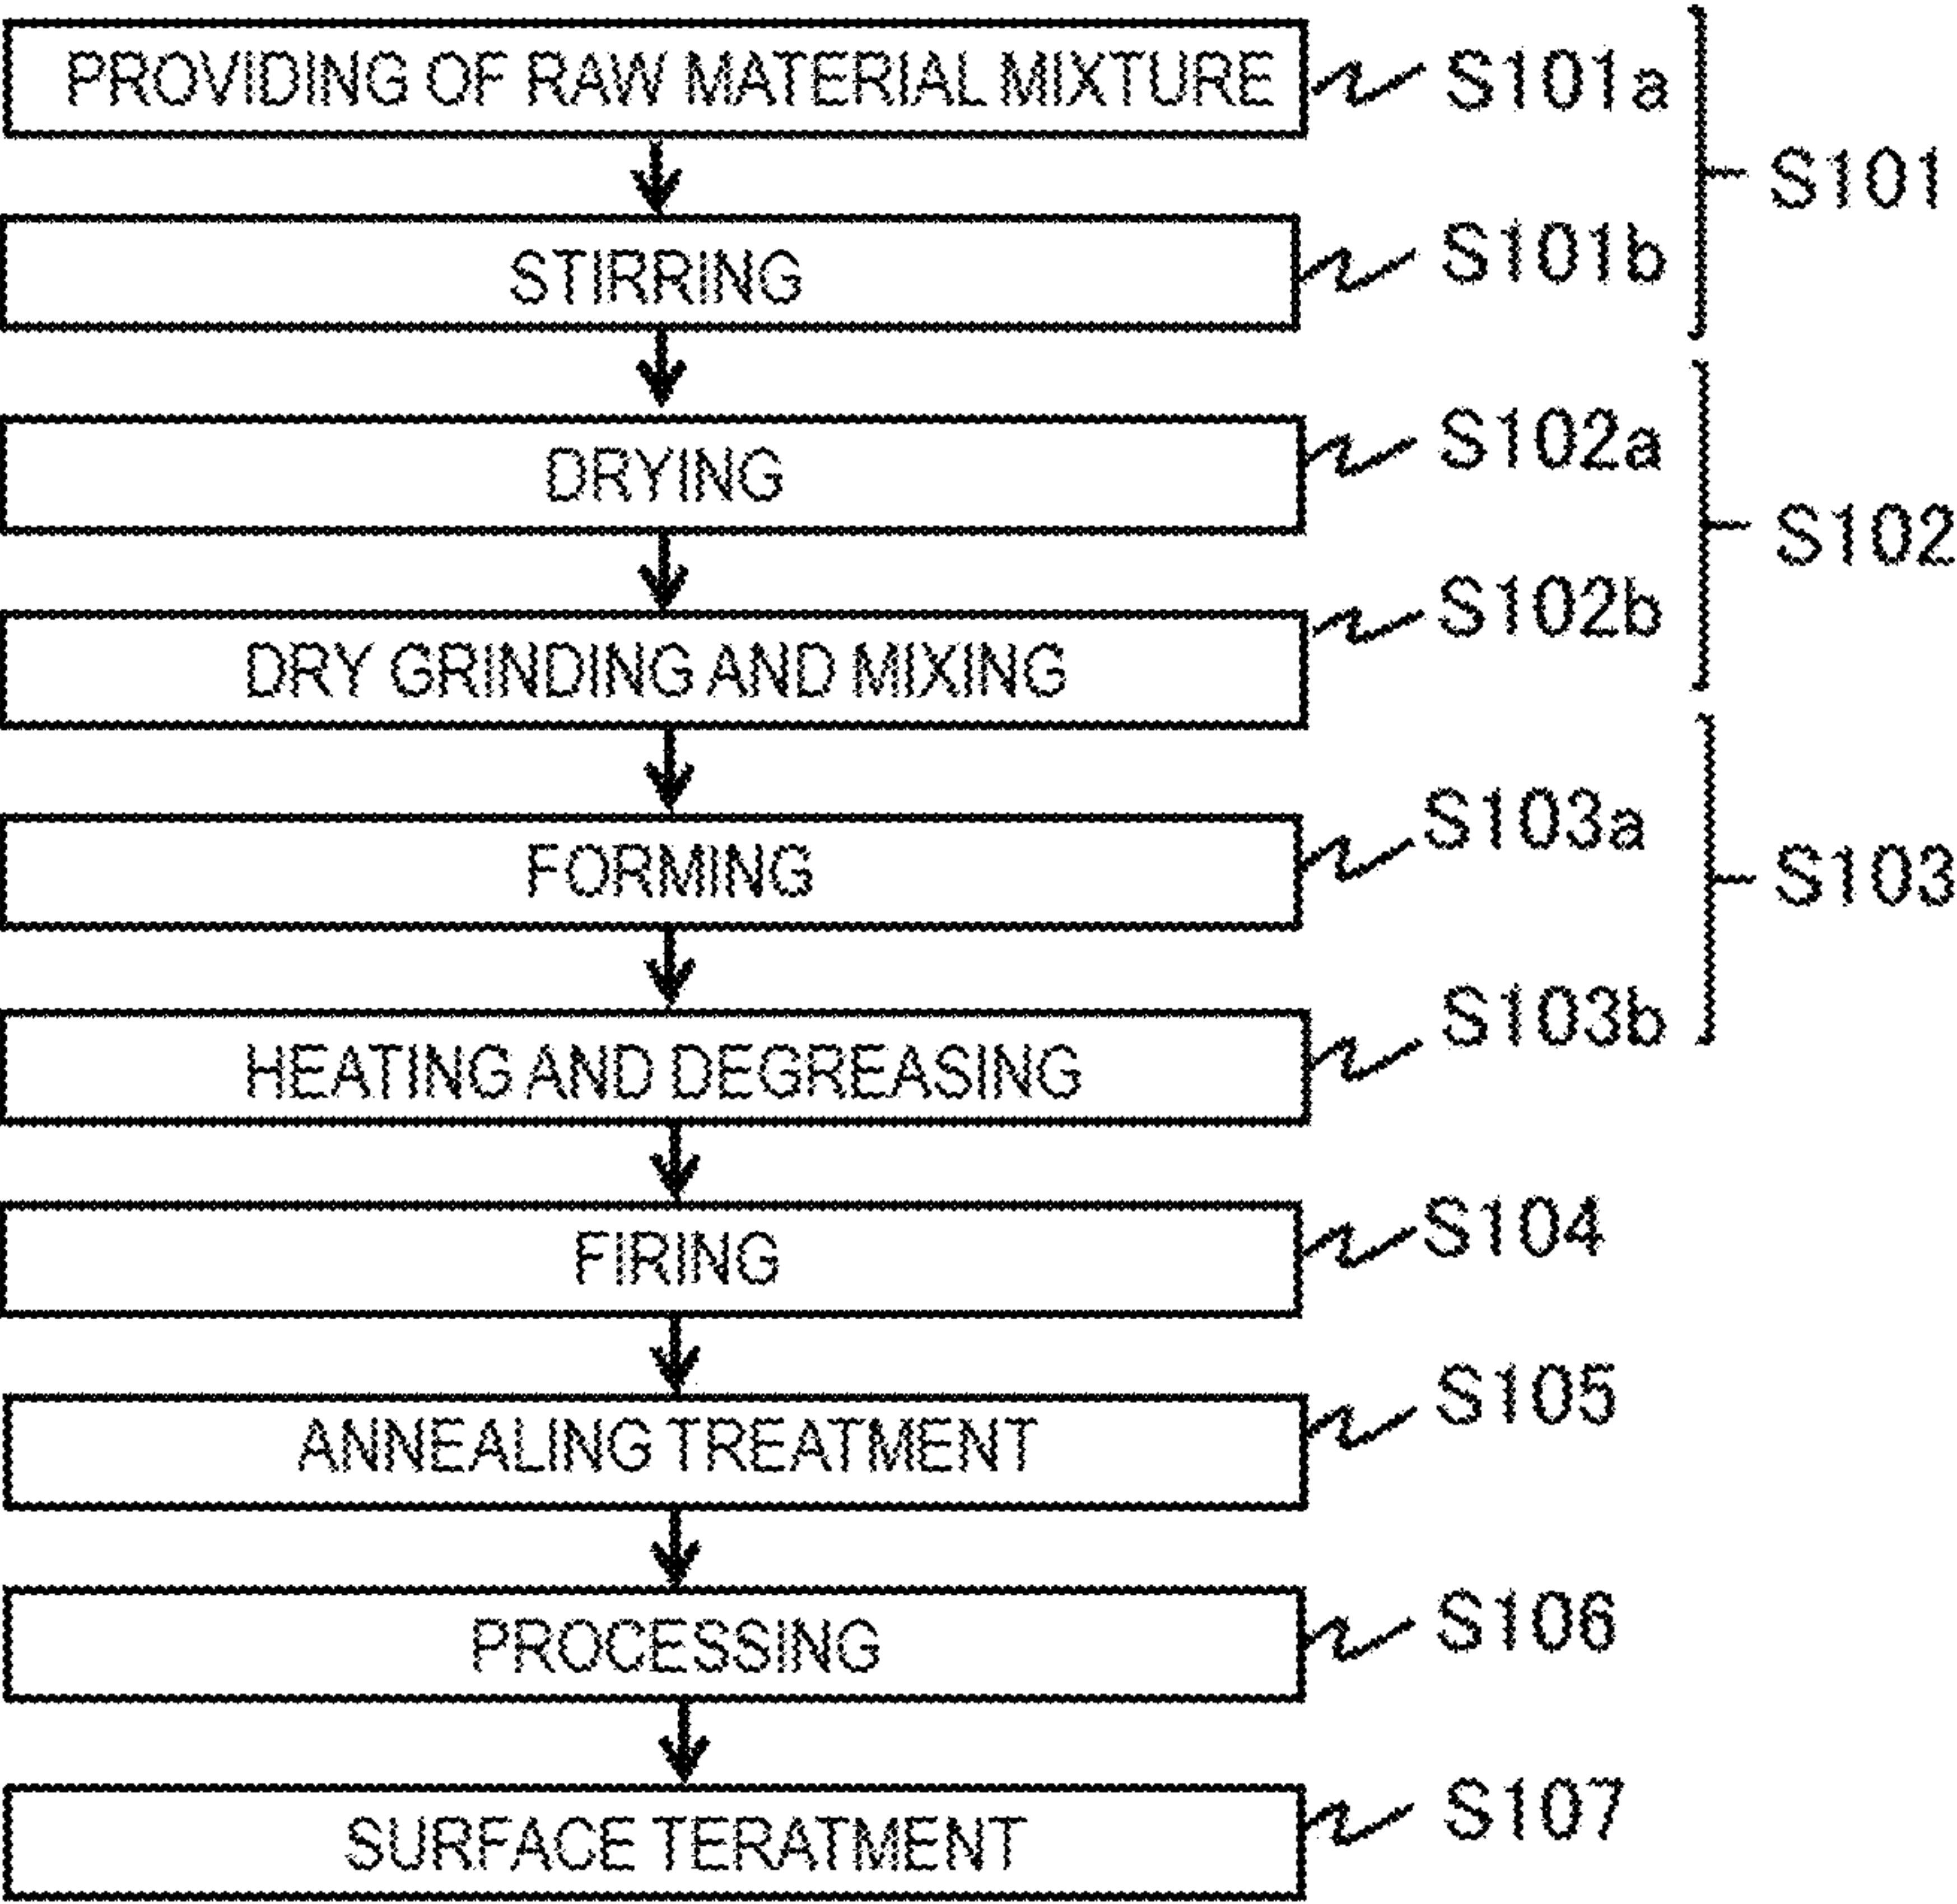 PROVIDING OF RAW MATERIAL MIXTURE
S101a
S101
STIRRING
S101b
DRYING
S102a
S102
DRY GRINDING AND MIXING
S102b
FORMING
S103a
S103
HEATING AND DEGREASING
S103b
FIRING
S104
ANNEALING TREATMENT
S105
PROCESSING
S106
SURFACE TERATMENT
S107